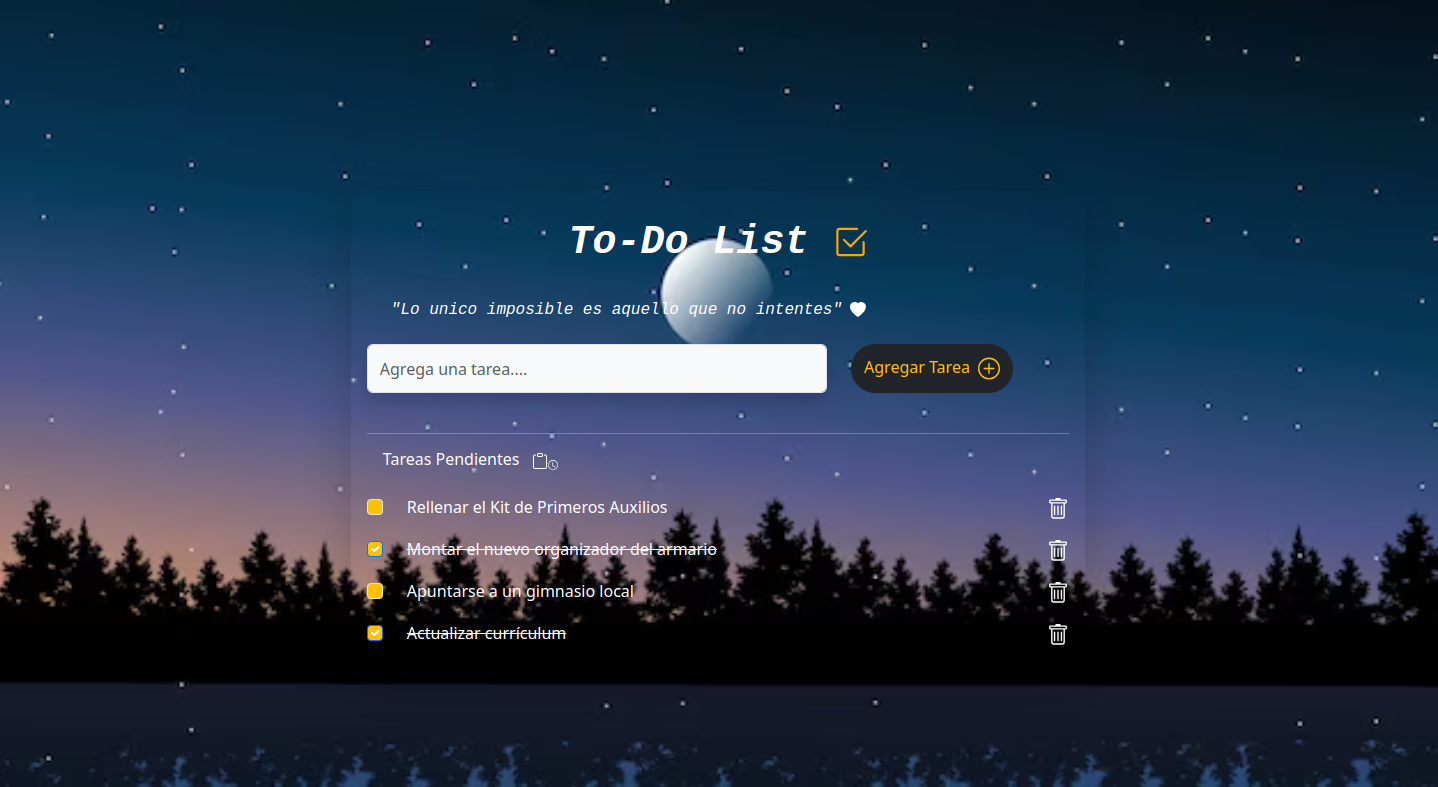 To-Do List
"Lo unico imposible es aquello que no intentes"
Agrega una tarea....
Agregar Tarea
Tareas Pendientes
Rellenar el Kit de Primeros Auxilios
Montar el nuevo organizador del armario
Apuntarse a un gimnasio local
Actualizar currículum